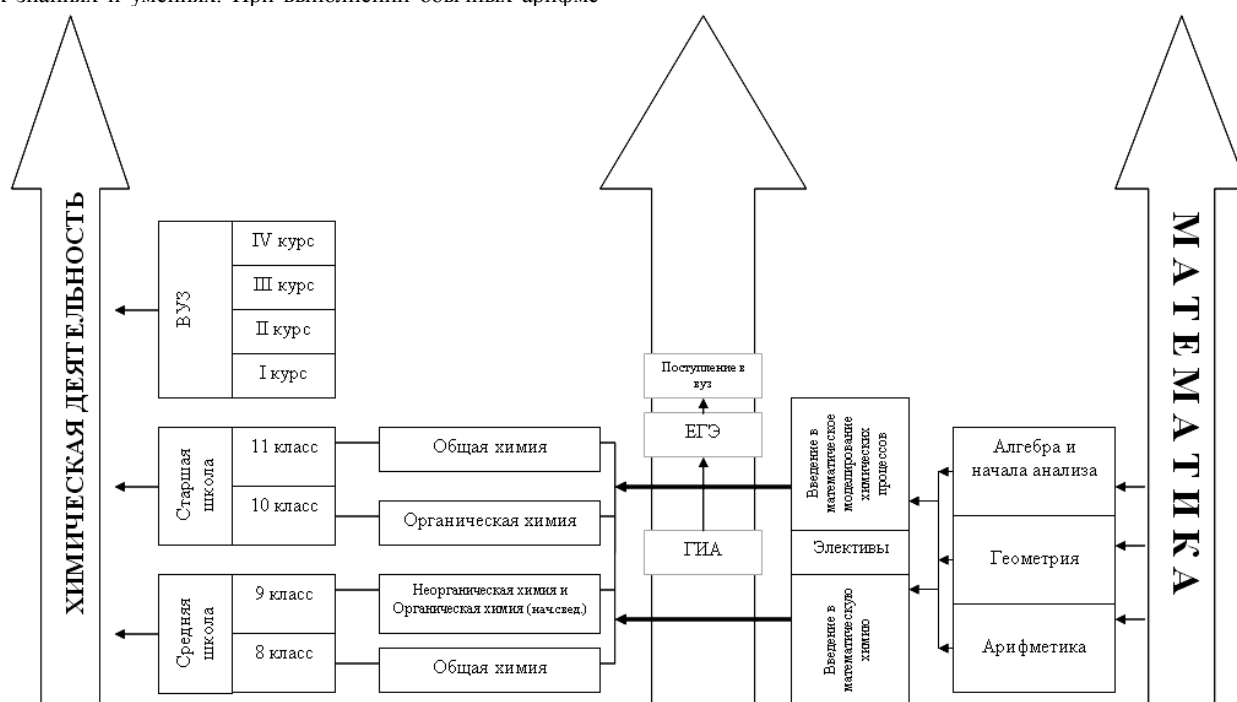 знаниях и умениях. При выполнении обычных арифме-
ХИМИЧЕСКАЯ ДЕЯТЕЛЬНОСТЬ
ВУЗ
IV курс
III курс
II курс
I курс
Старшая
школа
11 класс
10 класс
Средняя
школа
9 класс
8 класс
Общая химия
Органическая химия
Неорганическая химия и
Органическая химия (нач.свед.)
Общая химия
Поступление в
вуз
ЕГЭ
ГИА
Введение в
математическое
моделирование
химических
процессов
Элективы
Введение в
математическую
химию
Алгебра и
начала анализа
Геометрия
Арифметика
МАТЕМАТИКА